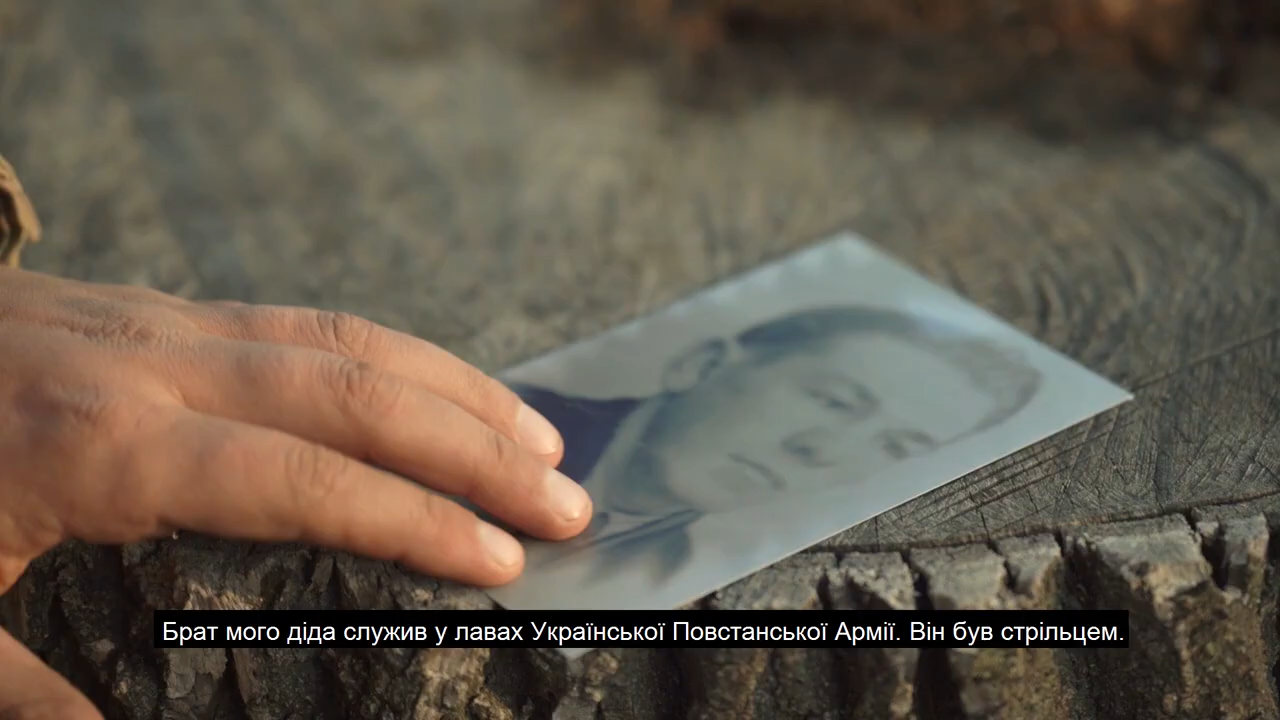 Брат мого діда служив у лавах Української Повстанської Армії. Він був стрільцем.